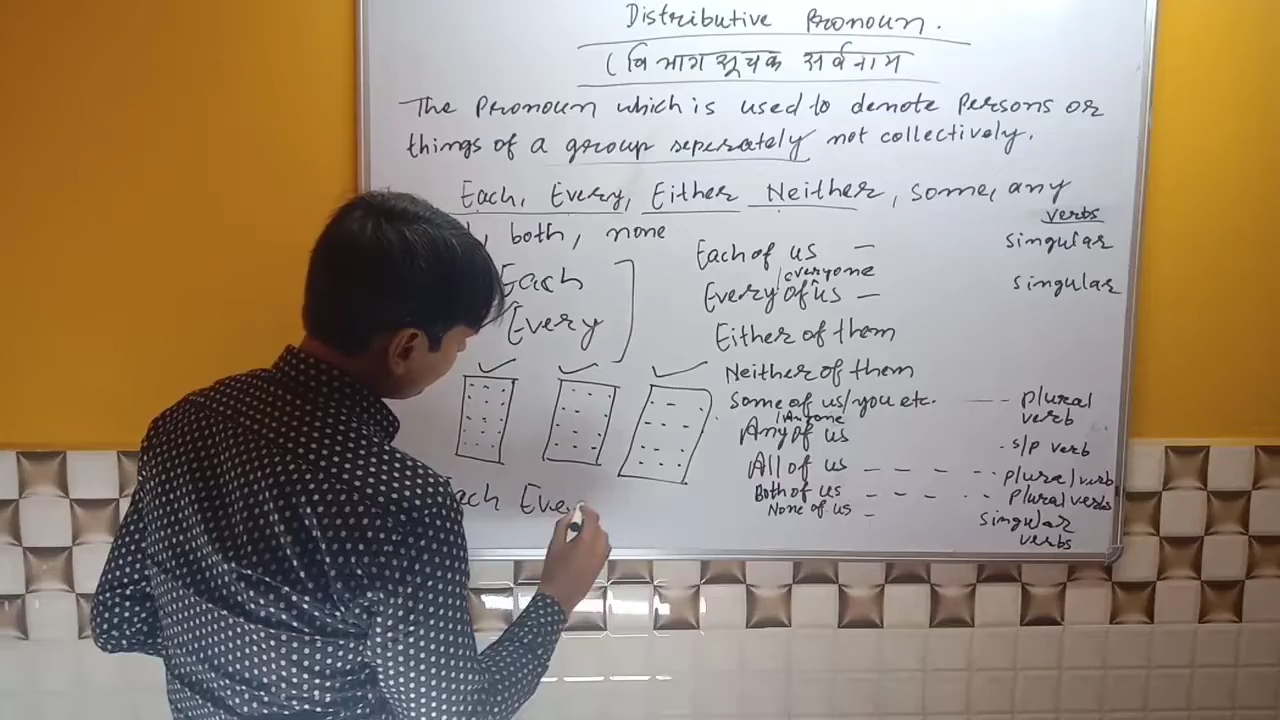 Distributive Pronoun.
( विभागसूचक सर्वनाम
The Pronoun which is used to denote Persons or
things of a group seperately not collectively.
Each, Every, Either Neither, some, any
, both, none
verbs
Each
Every
Each of us — singular
/everyone
Every of us — singular
Either of them
Neither of them
Some of us/you etc. —— plural verb
/Anyone
Any of us - s/p verb
All of us — — — - - plural verb
Both of us - - - - - plural verbs
None of us — singular verbs
Each Eve